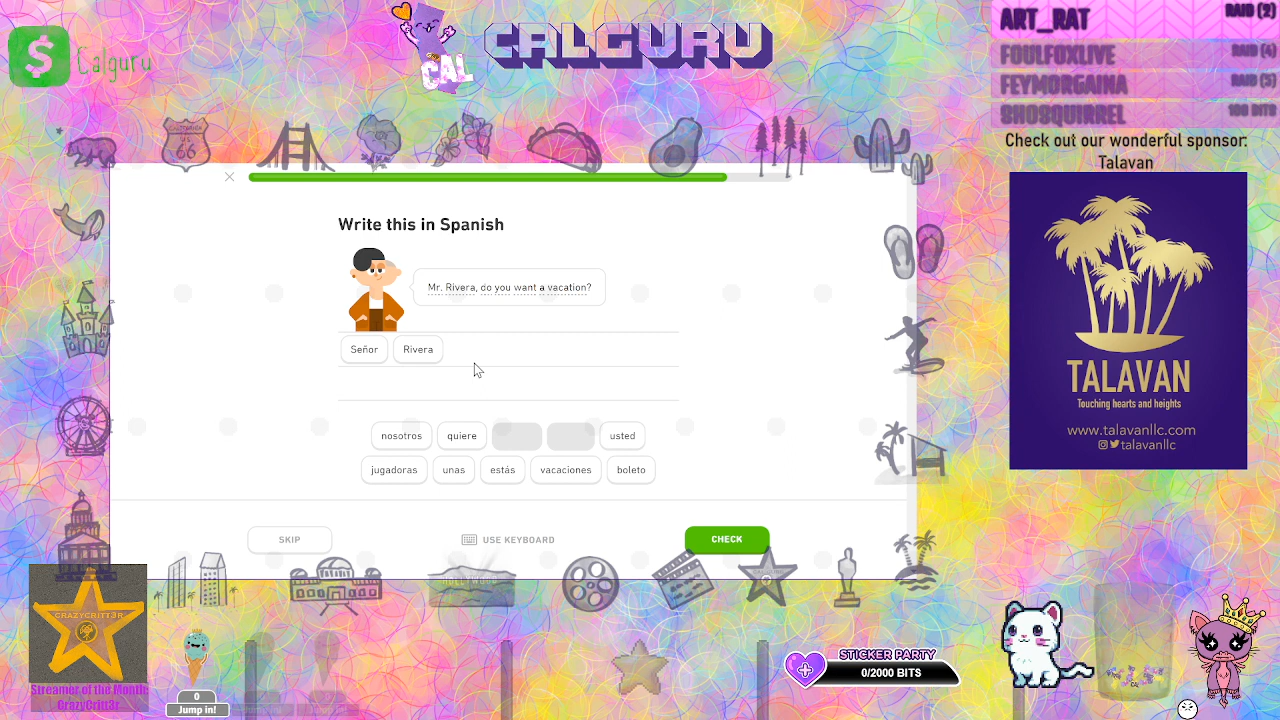 $ Calguru
CAL
CALGURU
ART_RAT RAID (2)
FOULFOXLIVE RAID (4)
FEYMORGAINA RAID (3)
SHOSQUIRREL 100 BITS
Check out our wonderful sponsor:
Talavan
TALAVAN
Touching hearts and heights
www.talavanllc.com
talavanllc
CALIFORNIA
66
Write this in Spanish
Mr. Rivera, do you want a vacation?
Señor Rivera
nosotros quiere usted
jugadoras unas estás vacaciones boleto
SKIP USE KEYBOARD CHECK
HOLLYWOOD
CRAZYCRITT3R
Streamer of the Month:
CrazyCritt3r
0
Jump in!
STICKER PARTY
0/2000 BITS